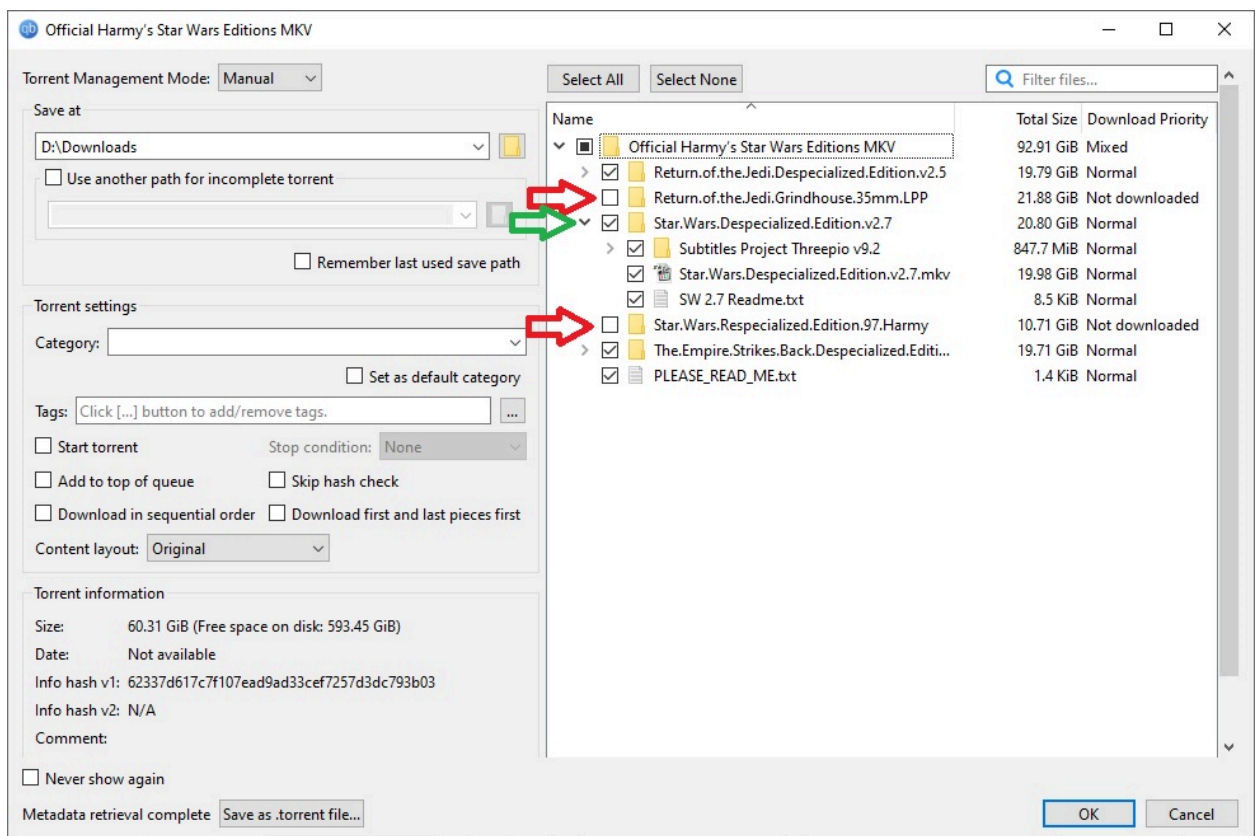 Official Harmy's Star Wars Editions MKV
Torrent Management Mode: Manual
Save at
D:\Downloads
Use another path for incomplete torrent
Remember last used save path
Torrent settings
Category:
Set as default category
Tags: Click [...] button to add/remove tags. ...
Start torrent Stop condition: None
Add to top of queue Skip hash check
Download in sequential order Download first and last pieces first
Content layout: Original
Torrent information
Size: 60.31 GiB (Free space on disk: 593.45 GiB)
Date: Not available
Info hash v1: 62337d617c7f107ead9ad33cef7257d3dc793b03
Info hash v2: N/A
Comment:
Never show again
Metadata retrieval complete Save as .torrent file...
Select All Select None Filter files...
Name Total Size Download Priority
Official Harmy's Star Wars Editions MKV 92.91 GiB Mixed
Return.of.the.Jedi.Despecialized.Edition.v2.5 19.79 GiB Normal
Return.of.the.Jedi.Grindhouse.35mm.LPP 21.88 GiB Not downloaded
Star.Wars.Despecialized.Edition.v2.7 20.80 GiB Normal
Subtitles Project Threepio v9.2 847.7 MiB Normal
Star.Wars.Despecialized.Edition.v2.7.mkv 19.98 GiB Normal
SW 2.7 Readme.txt 8.5 KiB Normal
Star.Wars.Respecialized.Edition.97.Harmy 10.71 GiB Not downloaded
The.Empire.Strikes.Back.Despecialized.Editi... 19.71 GiB Normal
PLEASE_READ_ME.txt 1.4 KiB Normal
OK Cancel